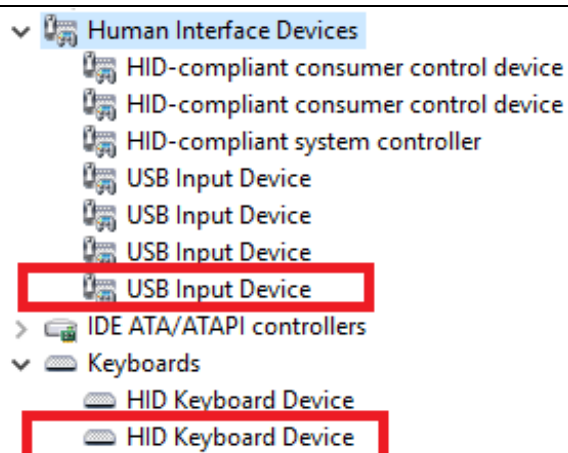 Human Interface Devices
HID-compliant consumer control device
HID-compliant consumer control device
HID-compliant system controller
USB Input Device
USB Input Device
USB Input Device
USB Input Device
IDE ATA/ATAPI controllers
Keyboards
HID Keyboard Device
HID Keyboard Device